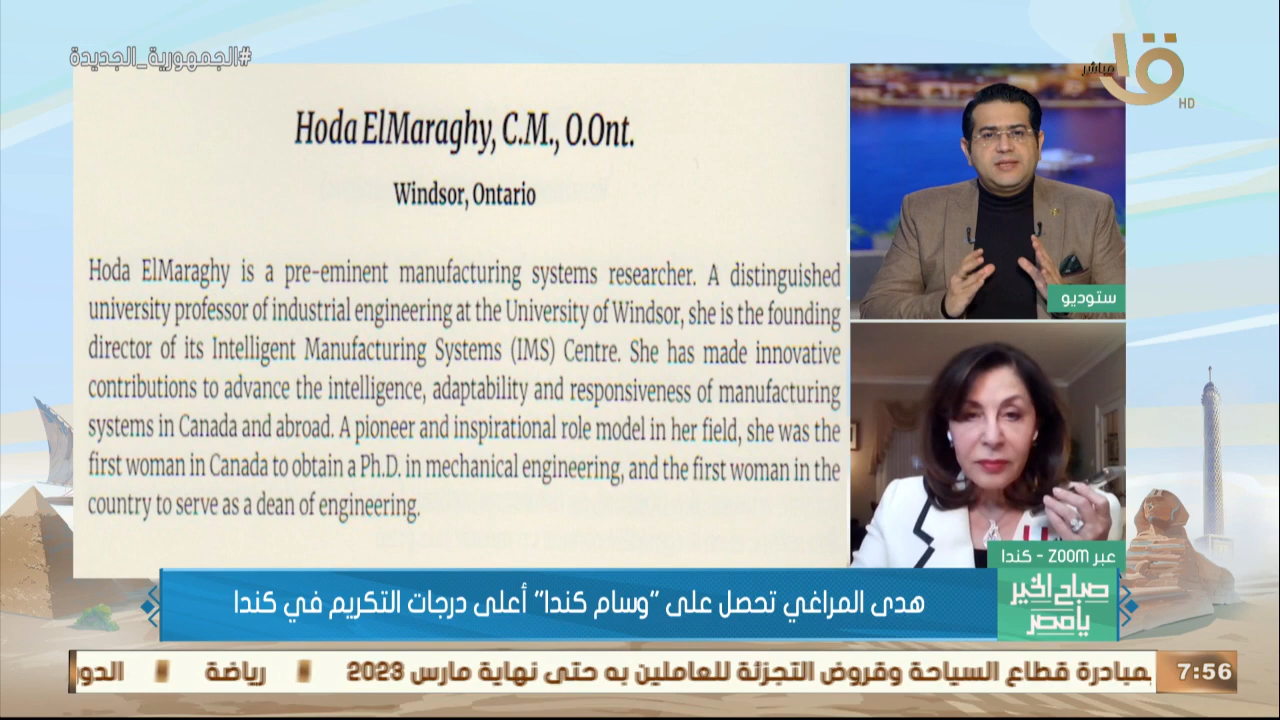 #الجمهورية_الجديدة
مباشر
HD
Hoda ElMaraghy, C.M., O.Ont.
Windsor, Ontario
Hoda ElMaraghy is a pre-eminent manufacturing systems researcher. A distinguished
university professor of industrial engineering at the University of Windsor, she is the founding
director of its Intelligent Manufacturing Systems (IMS) Centre. She has made innovative
contributions to advance the intelligence, adaptability and responsiveness of manufacturing
systems in Canada and abroad. A pioneer and inspirational role model in her field, she was the
first woman in Canada to obtain a Ph.D. in mechanical engineering, and the first woman in the
country to serve as a dean of engineering.
ستوديو
عبر ZOOM - كندا
صباح الخير
يا مصر
هدى المراغي تحصل على "وسام كندا" أعلى درجات التكريم في كندا
لمبادرة قطاع السياحة وقروض التجزئة للعاملين به حتى نهاية مارس 2023 رياضة الدور
7:56